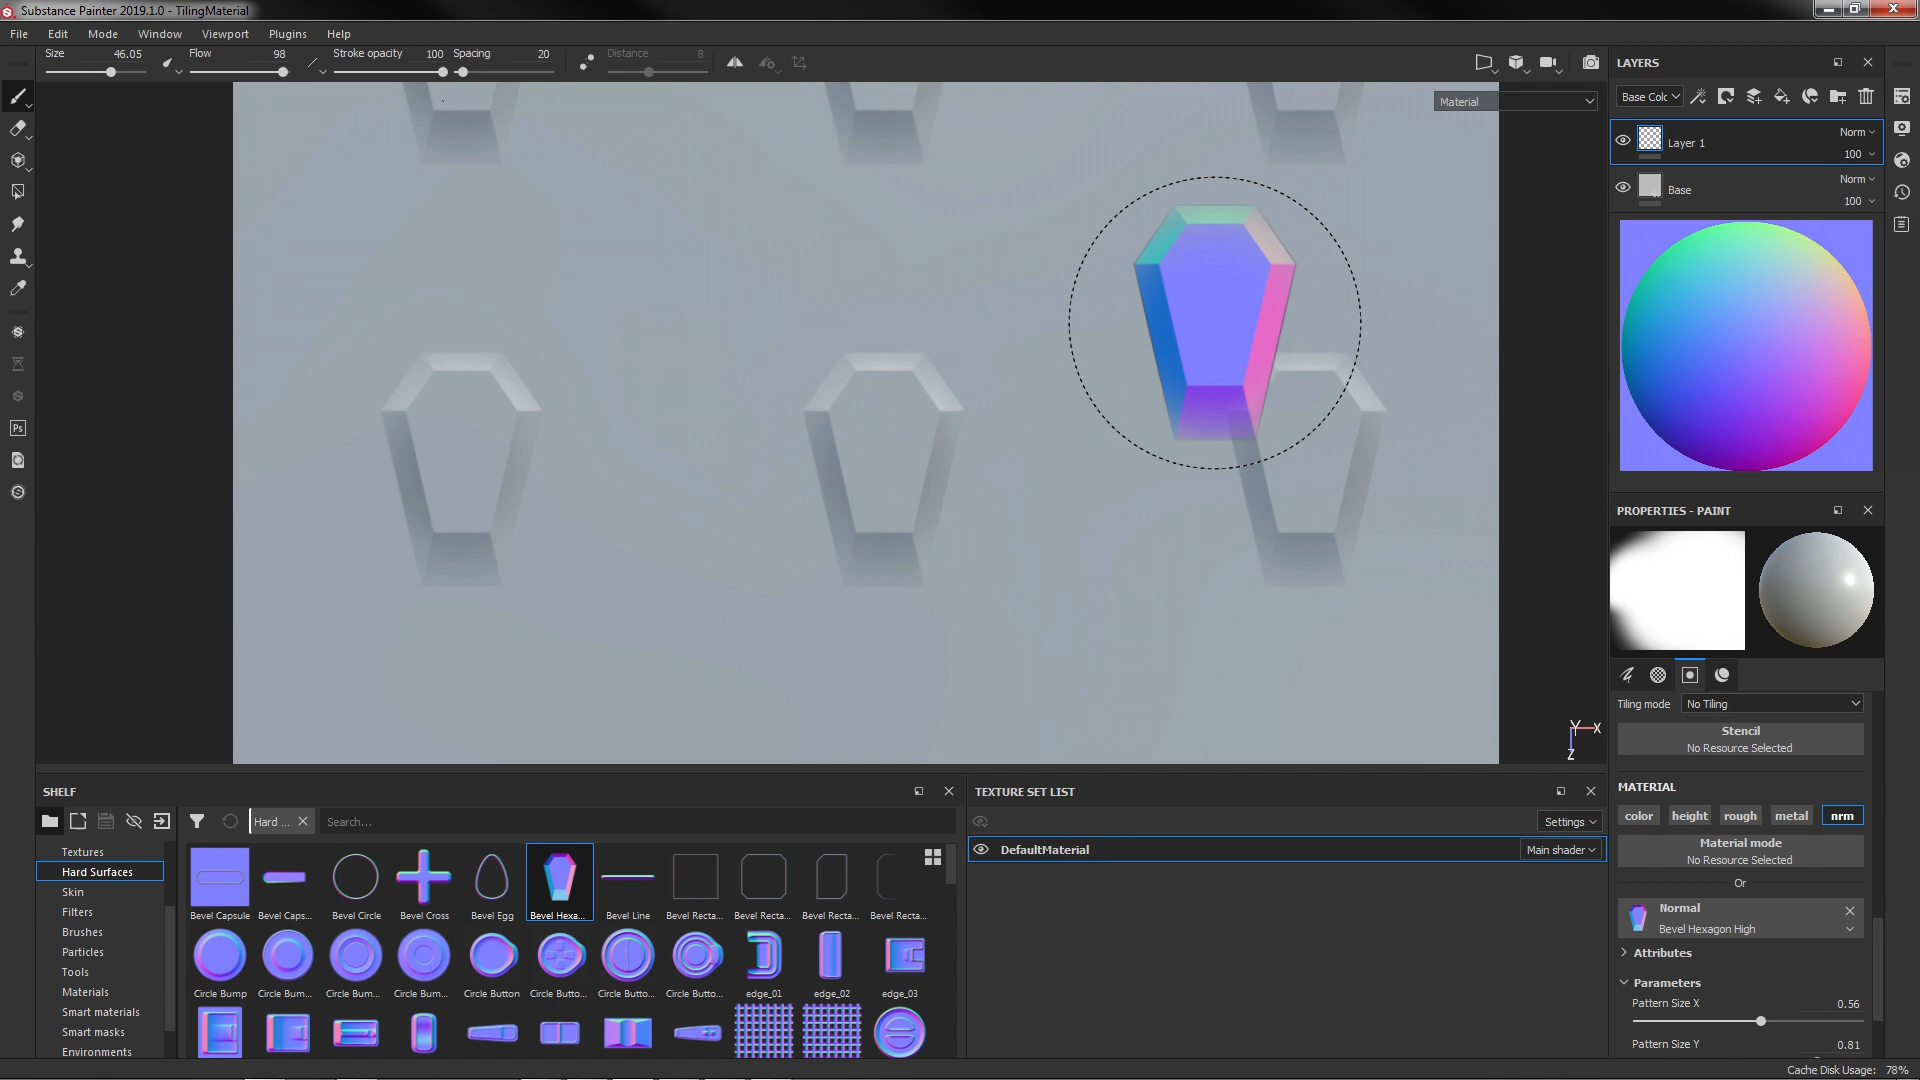 Substance Painter 2019.1.0 - TilingMaterial
File Edit Mode Window Viewport Plugins Help
Size 46.05 Flow 98 Stroke opacity 100 Spacing 20 Distance 8
Material
LAYERS
Base Colc
Layer 1 Norm 100
Base Norm 100
PROPERTIES - PAINT
Tiling mode No Tiling
Stencil
No Resource Selected
MATERIAL
color height rough metal nrm
Material mode
No Resource Selected
Or
Normal
Bevel Hexagon High
Attributes
Parameters
Pattern Size X 0.56
Pattern Size Y 0.81
Y X
Z
Ps
SHELF
Hard ... Search...
Textures
Hard Surfaces
Skin
Filters
Brushes
Particles
Tools
Materials
Smart materials
Smart masks
Environments
Bevel Capsule Bevel Caps... Bevel Circle Bevel Cross Bevel Egg Bevel Hexa... Bevel Line Bevel Recta... Bevel Recta... Bevel Recta... Bevel Recta...
Circle Bump Circle Bum... Circle Bum... Circle Bum... Circle Button Circle Butto... Circle Butto... Circle Butto... edge_01 edge_02 edge_03
TEXTURE SET LIST
Settings
DefaultMaterial Main shader
Cache Disk Usage: 78%